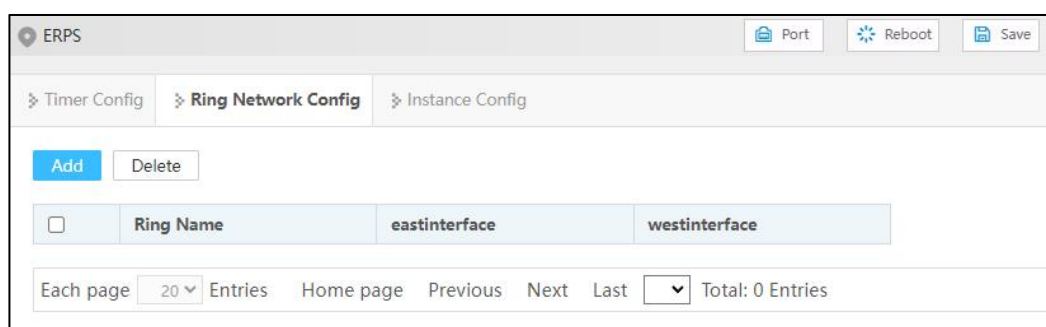 ERPS Port Reboot Save
Timer Config Ring Network Config Instance Config
Add Delete
Ring Name eastinterface westinterface
Each page 20 Entries Home page Previous Next Last Total: 0 Entries